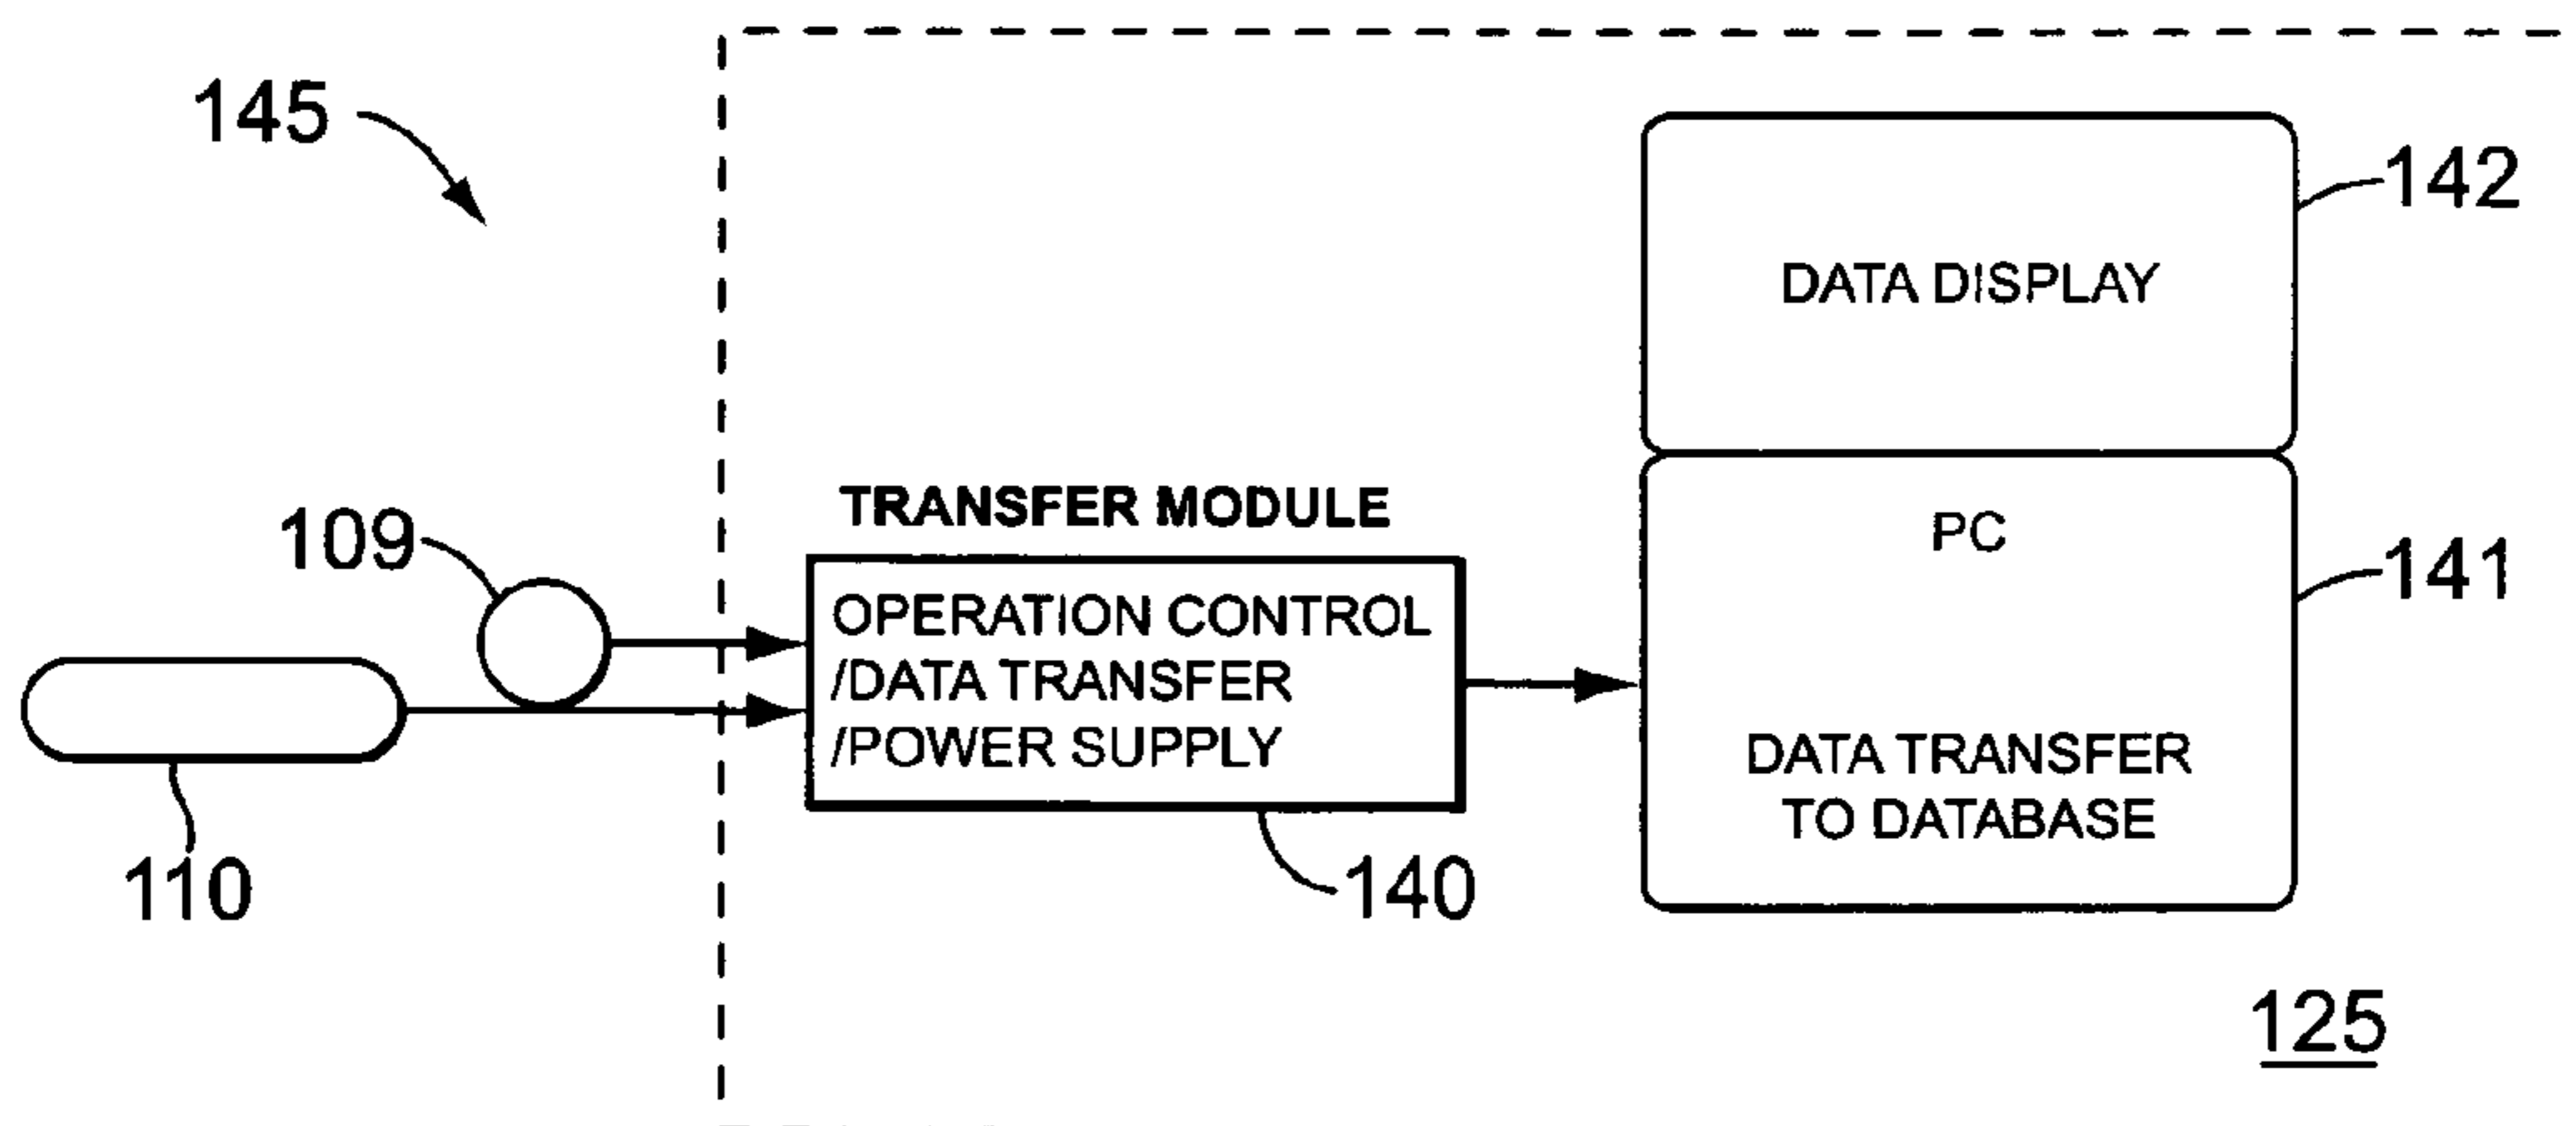 145
142
DATA DISPLAY
TRANSFER MODULE
109
PC
141
OPERATION CONTROL
/DATA TRANSFER
/POWER SUPPLY
DATA TRANSFER
TO DATABASE
110
140
125